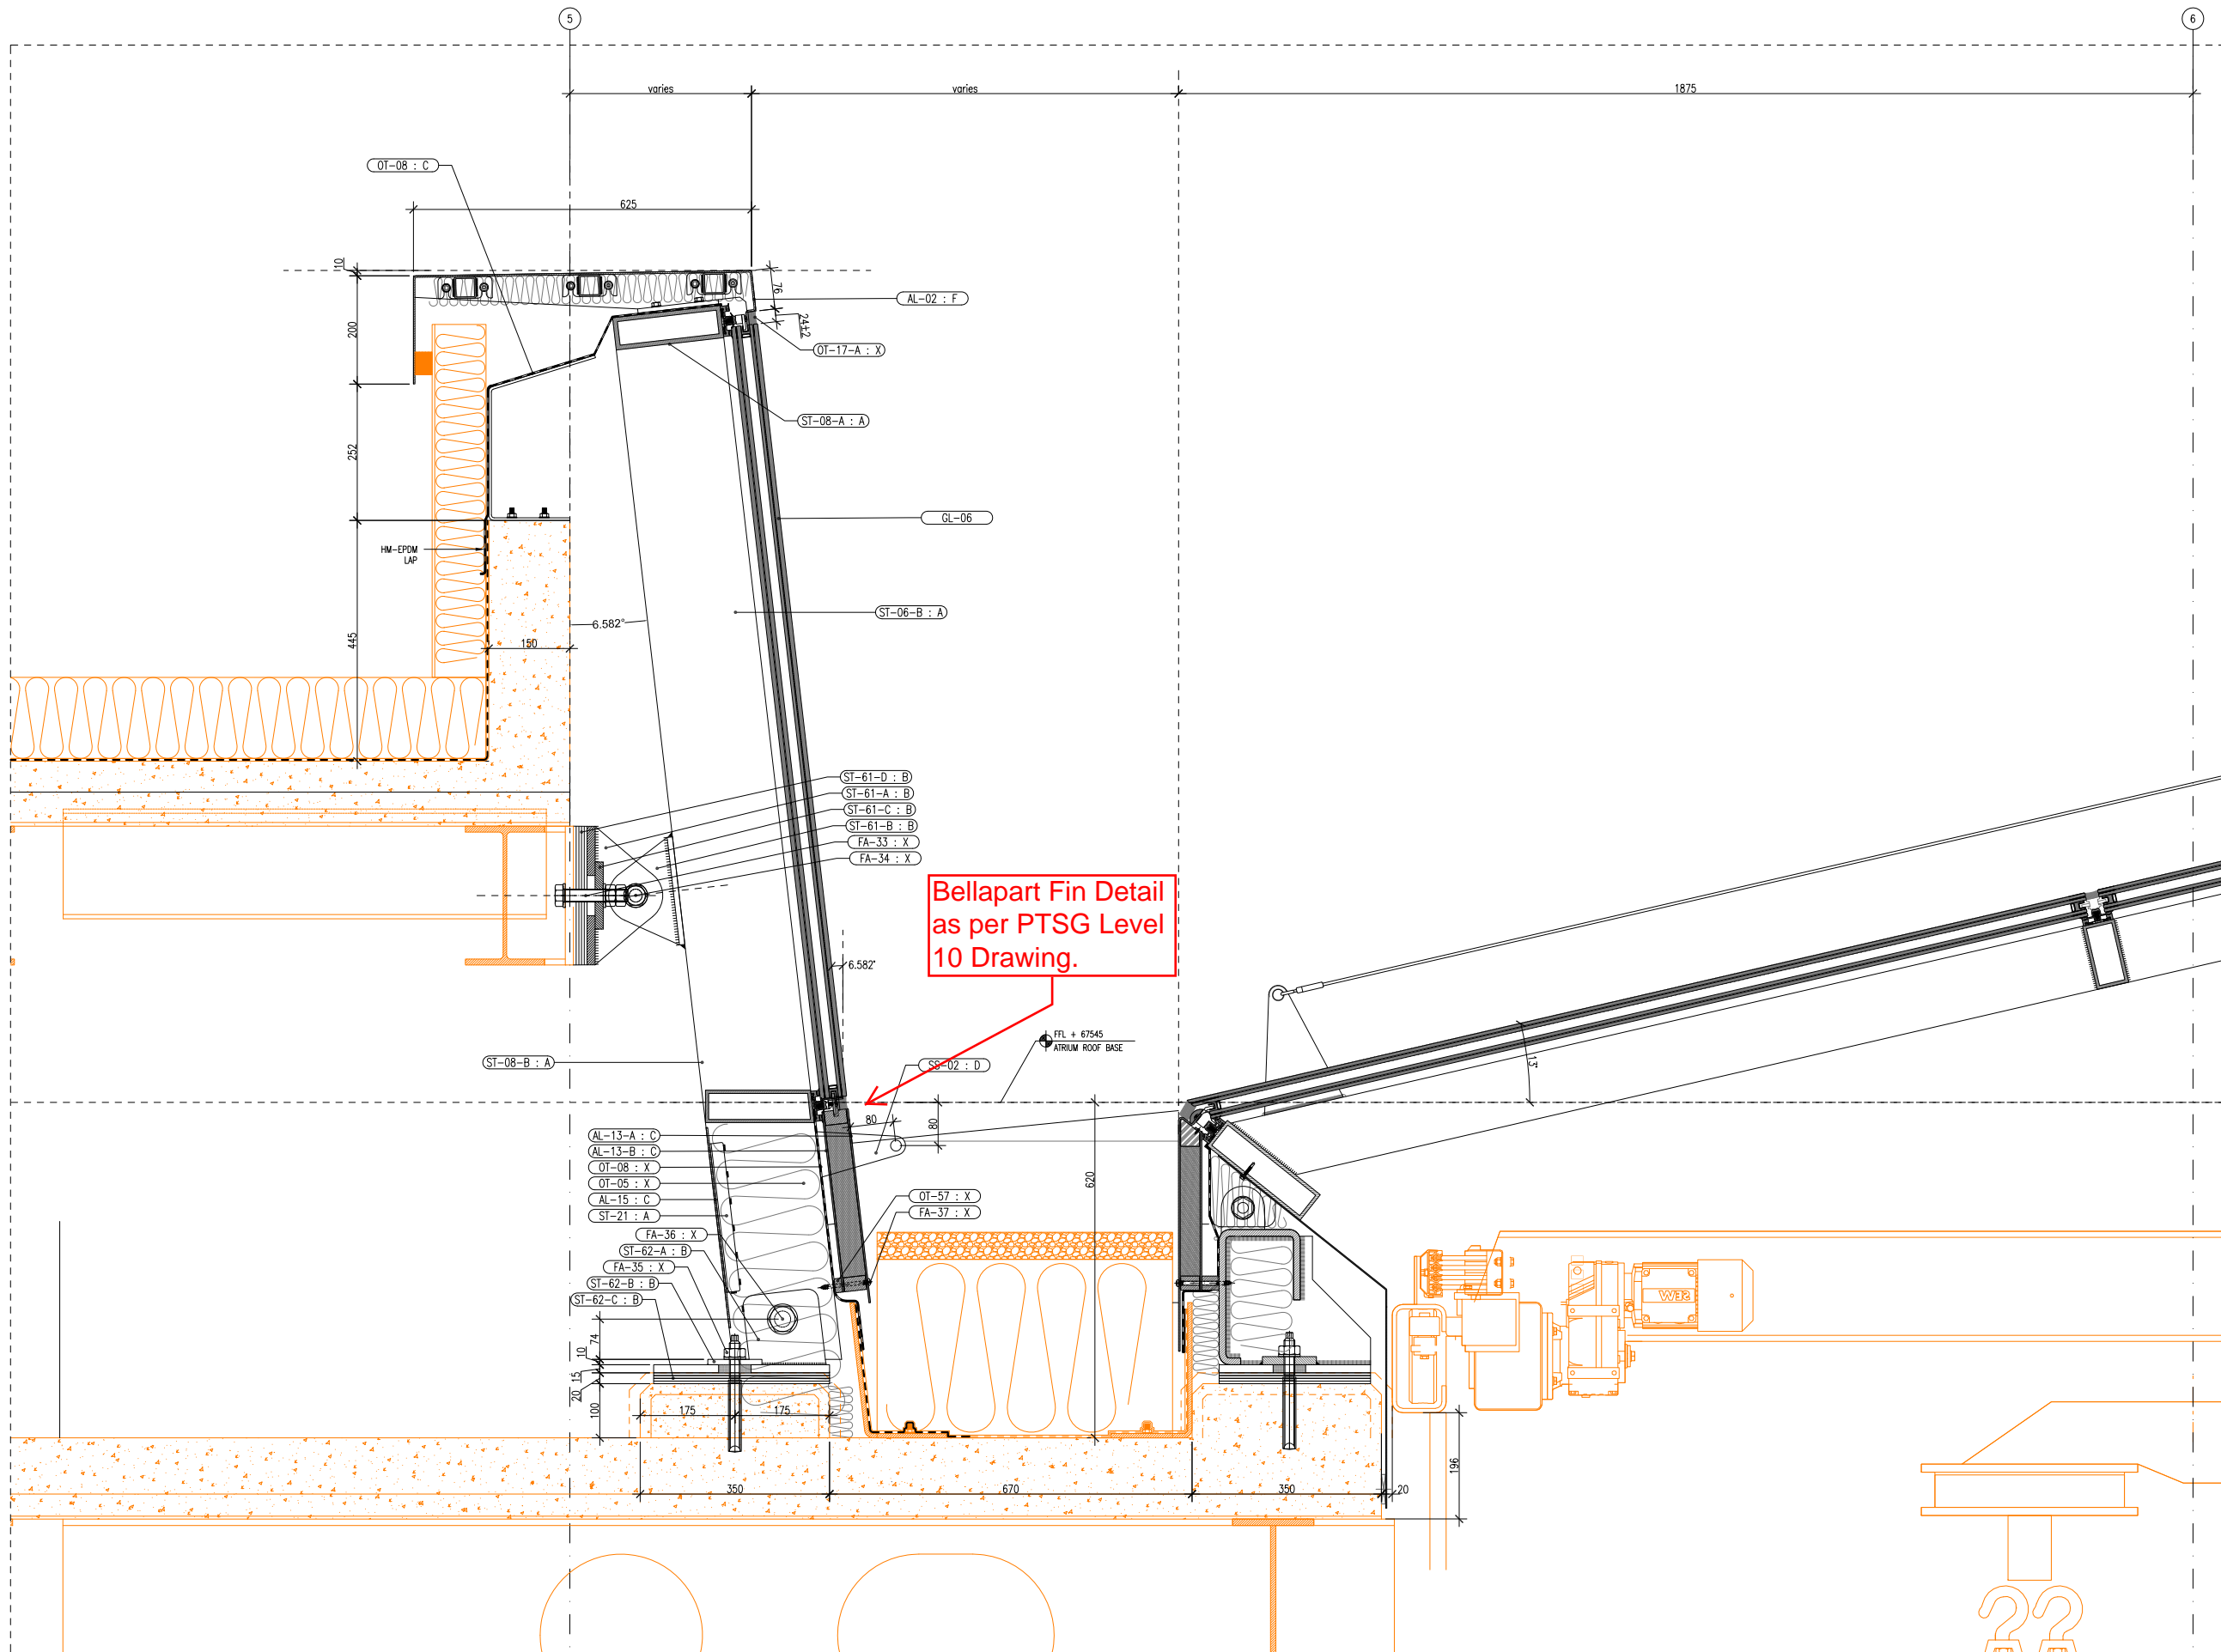 5
6
varies
varies
1875
OT-08 : C
625
10
76
AL-02 : F
24±2
200
OT-17-A : X
ST-08-A : A
252
GL-06
HM-EPDM
LAP
ST-06-B : A
6.582°
445
150
ST-61-D : B
ST-61-A : B
ST-61-C : B
ST-61-B : B
FA-33 : X
FA-34 : X
Bellapart Fin Detail
as per PTSG Level
10 Drawing.
6.582°
FFL + 67545
ATRIUM ROOF BASE
ST-08-B : A
SS-02 : D
13°
80
80
AL-13-A : C
AL-13-B : C
OT-08 : X
OT-05 : X
AL-15 : C
ST-21 : A
620
OT-57 : X
FA-37 : X
FA-36 : X
ST-62-A : B
FA-35 : X
ST-62-B : B
ST-62-C : B
SEW
74
10
15
20
100
175
175
196
350
670
350
20